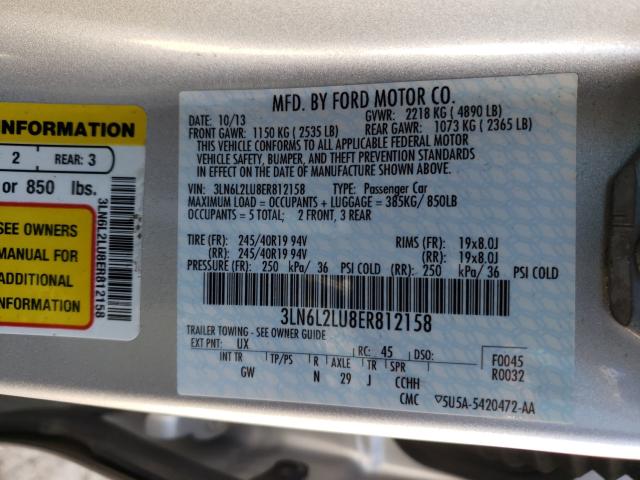 INFORMATION
2 REAR: 3
or 850 lbs.
SEE OWNERS
MANUAL FOR
ADDITIONAL
INFORMATION
3LN6L2LU8ER812158
MFD. BY FORD MOTOR CO.
DATE: 10/13 GVWR: 2218 KG ( 4890 LB)
FRONT GAWR: 1150 KG ( 2535 LB) REAR GAWR: 1073 KG ( 2365 LB)
THIS VEHICLE CONFORMS TO ALL APPLICABLE FEDERAL MOTOR
VEHICLE SAFETY, BUMPER, AND THEFT PREVENTION STANDARDS
IN EFFECT ON THE DATE OF MANUFACTURE SHOWN ABOVE.
VIN: 3LN6L2LU8ER812158 TYPE: Passenger Car
MAXIMUM LOAD = OCCUPANTS + LUGGAGE = 385KG/ 850LB
OCCUPANTS = 5 TOTAL; 2 FRONT, 3 REAR
TIRE (FR): 245/40R19 94V RIMS (FR): 19x8.0J
(RR): 245/40R19 94V (RR): 19x8.0J
PRESSURE (FR): 250 kPa/ 36 PSI COLD (RR): 250 kPa/ 36 PSI COLD
3LN6L2LU8ER812158
TRAILER TOWING - SEE OWNER GUIDE
EXT PNT: UX RC: 45 DSO: F0045
INT TR TP/PS R AXLE TR SPR R0032
GW N 29 J CCHH
CMC 5U5A-5420472-AA